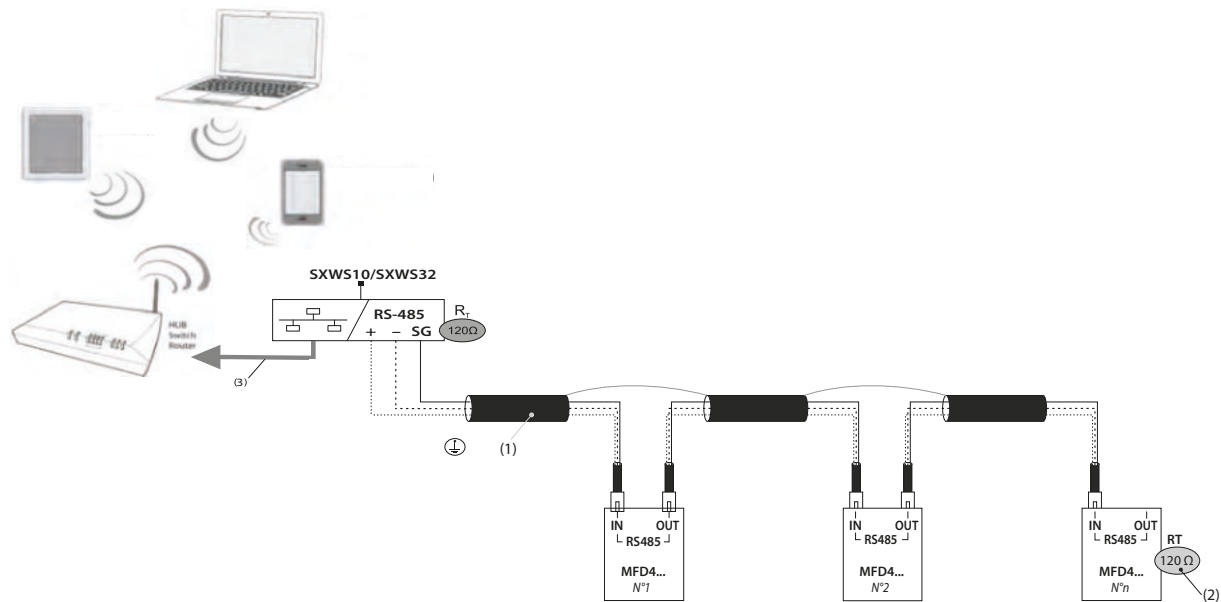 SXWS10/SXWS32
RS-485
+ − SG
RT
120Ω
HUB
Switch
Router
(3)
(1)
IN OUT
RS485
MFD4...
N°1
IN OUT
RS485
MFD4...
N°2
IN OUT
RS485
MFD4...
N°n
RT
120 Ω
(2)